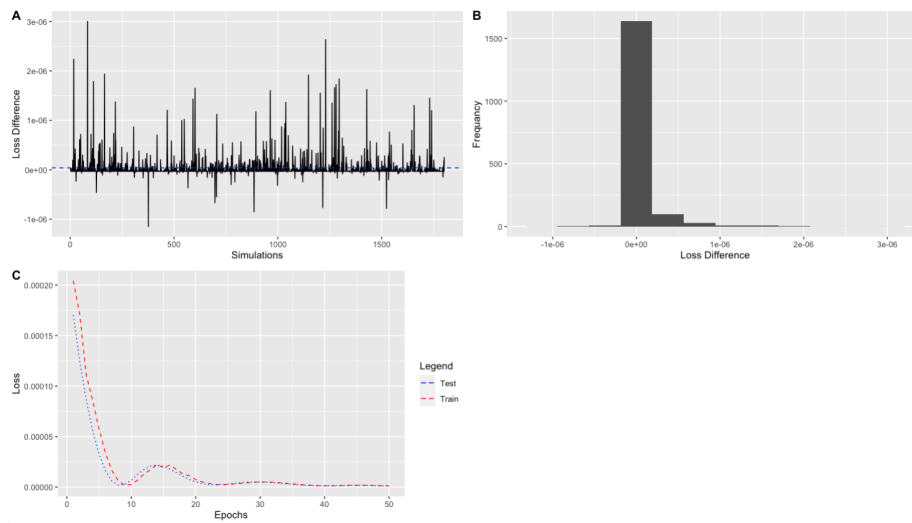 A
Loss Difference
3e-06
2e-06
1e-06
0e+00
-1e-06
0
500
1000
1500
Simulations
B
Frequancy
1500
1000
500
0
-1e-06
0e+00
1e-06
2e-06
3e-06
Loss Difference
C
Loss
0.00020
0.00015
0.00010
0.00005
0.00000
0
10
20
30
40
50
Epochs
Legend
Test
Train